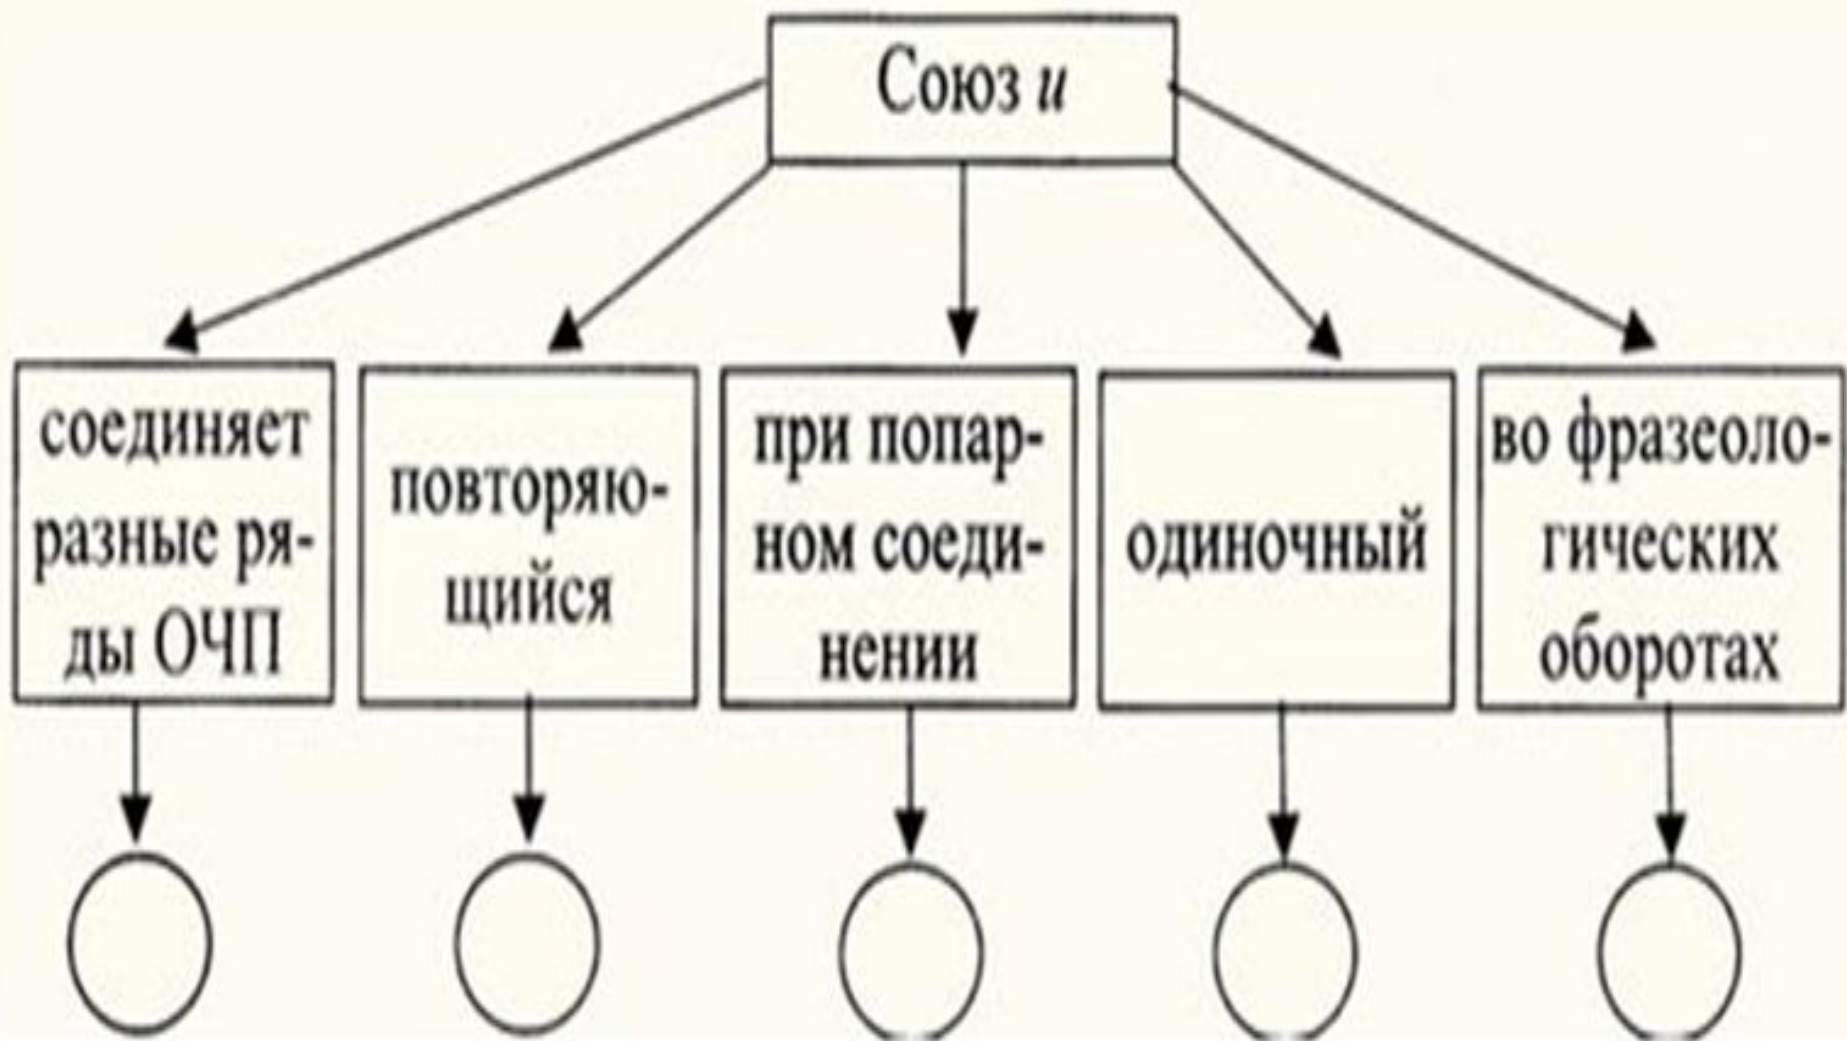 Союз и
соединяет
разные ря-
ды ОЧП
повторяю-
щийся
при попар-
ном соеди-
нении
одиночный
во фразеоло-
гических
оборотах